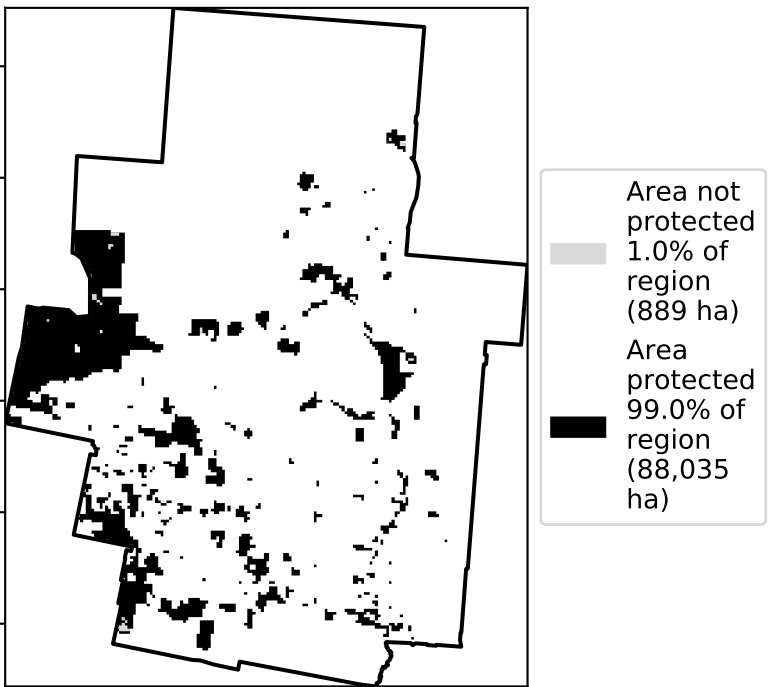 Area not
protected
1.0% of
region
(889 ha)
Area
protected
99.0% of
region
(88,035
ha)